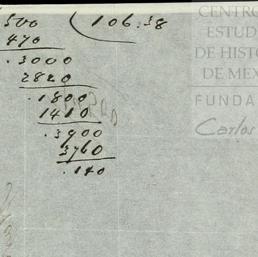 500 ( 106.38
470
.3000
2820
.1800
1410
.3900
3760
.140
CENTRO
ESTUD
DE HISTO
DE MEX
FUNDA
Carlos